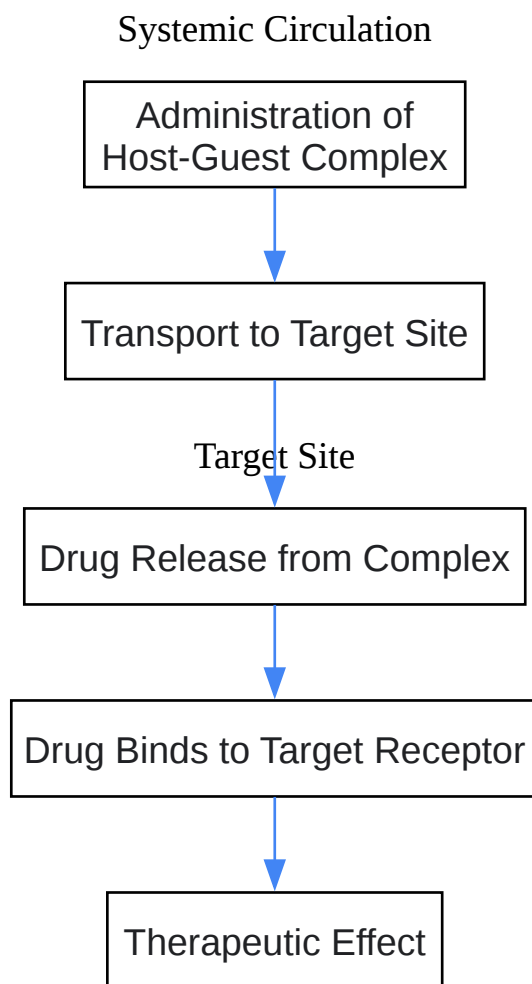 Systemic Circulation
Administration of
Host-Guest Complex
Transport to Target Site
Target Site
Drug Release from Complex
Drug Binds to Target Receptor
Therapeutic Effect